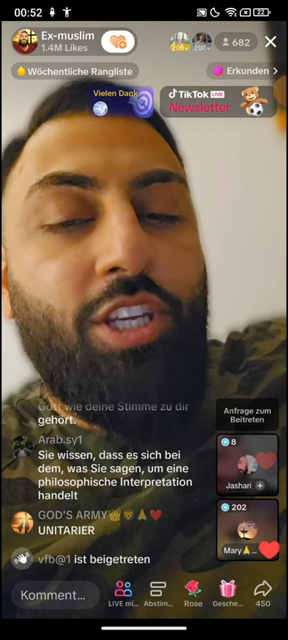 00:52
22
Ex-muslim
1.4M Likes
200+
200+
682
Wöchentliche Rangliste
Erkunden
Vielen Dank
TikTok LIVE
Newsletter
Gott wie deine Stimme zu dir
gehört.
Anfrage zum
Beitreten
Arab.sy1
Sie wissen, dass es sich bei
dem, was Sie sagen, um eine
philosophische Interpretation
handelt
8
Jashari +
GOD'S ARMY
UNITARIER
202
Mary
vfb@1 ist beigetreten
Komment...
LIVE mi...
Abstim...
Rose
Gesche...
450